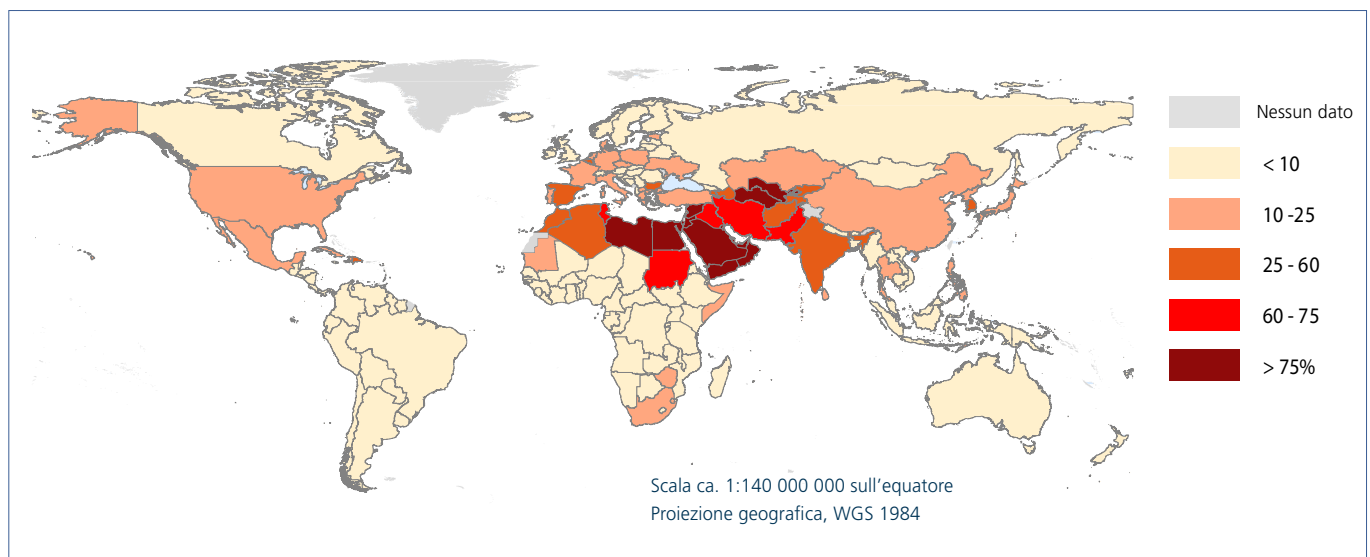 Nessun dato
< 10
10 -25
25 - 60
60 - 75
> 75%
Scala ca. 1:140 000 000 sull'equatore
Proiezione geografica, WGS 1984